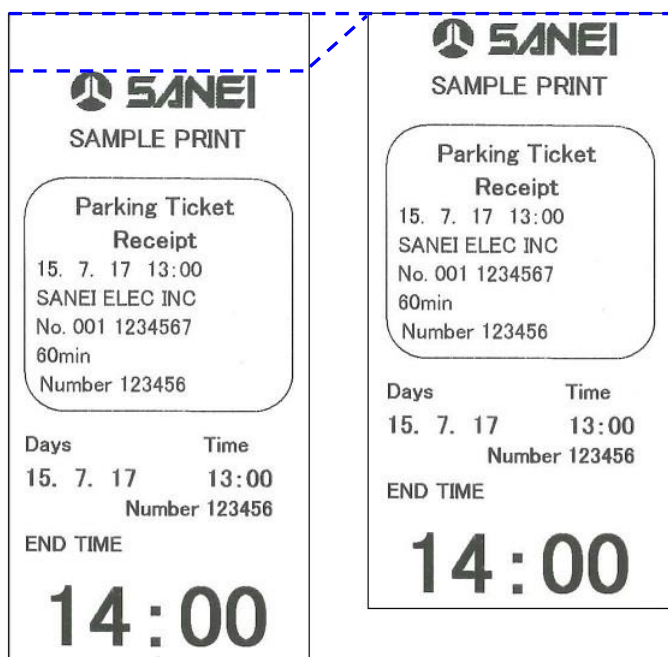 SANEI
SAMPLE PRINT
Parking Ticket
Receipt
15. 7. 17 13:00
SANEI ELEC INC
No. 001 1234567
60min
Number 123456
Days Time
15. 7. 17 13:00
Number 123456
END TIME
14:00
SANEI
SAMPLE PRINT
Parking Ticket
Receipt
15. 7. 17 13:00
SANEI ELEC INC
No. 001 1234567
60min
Number 123456
Days Time
15. 7. 17 13:00
Number 123456
END TIME
14:00